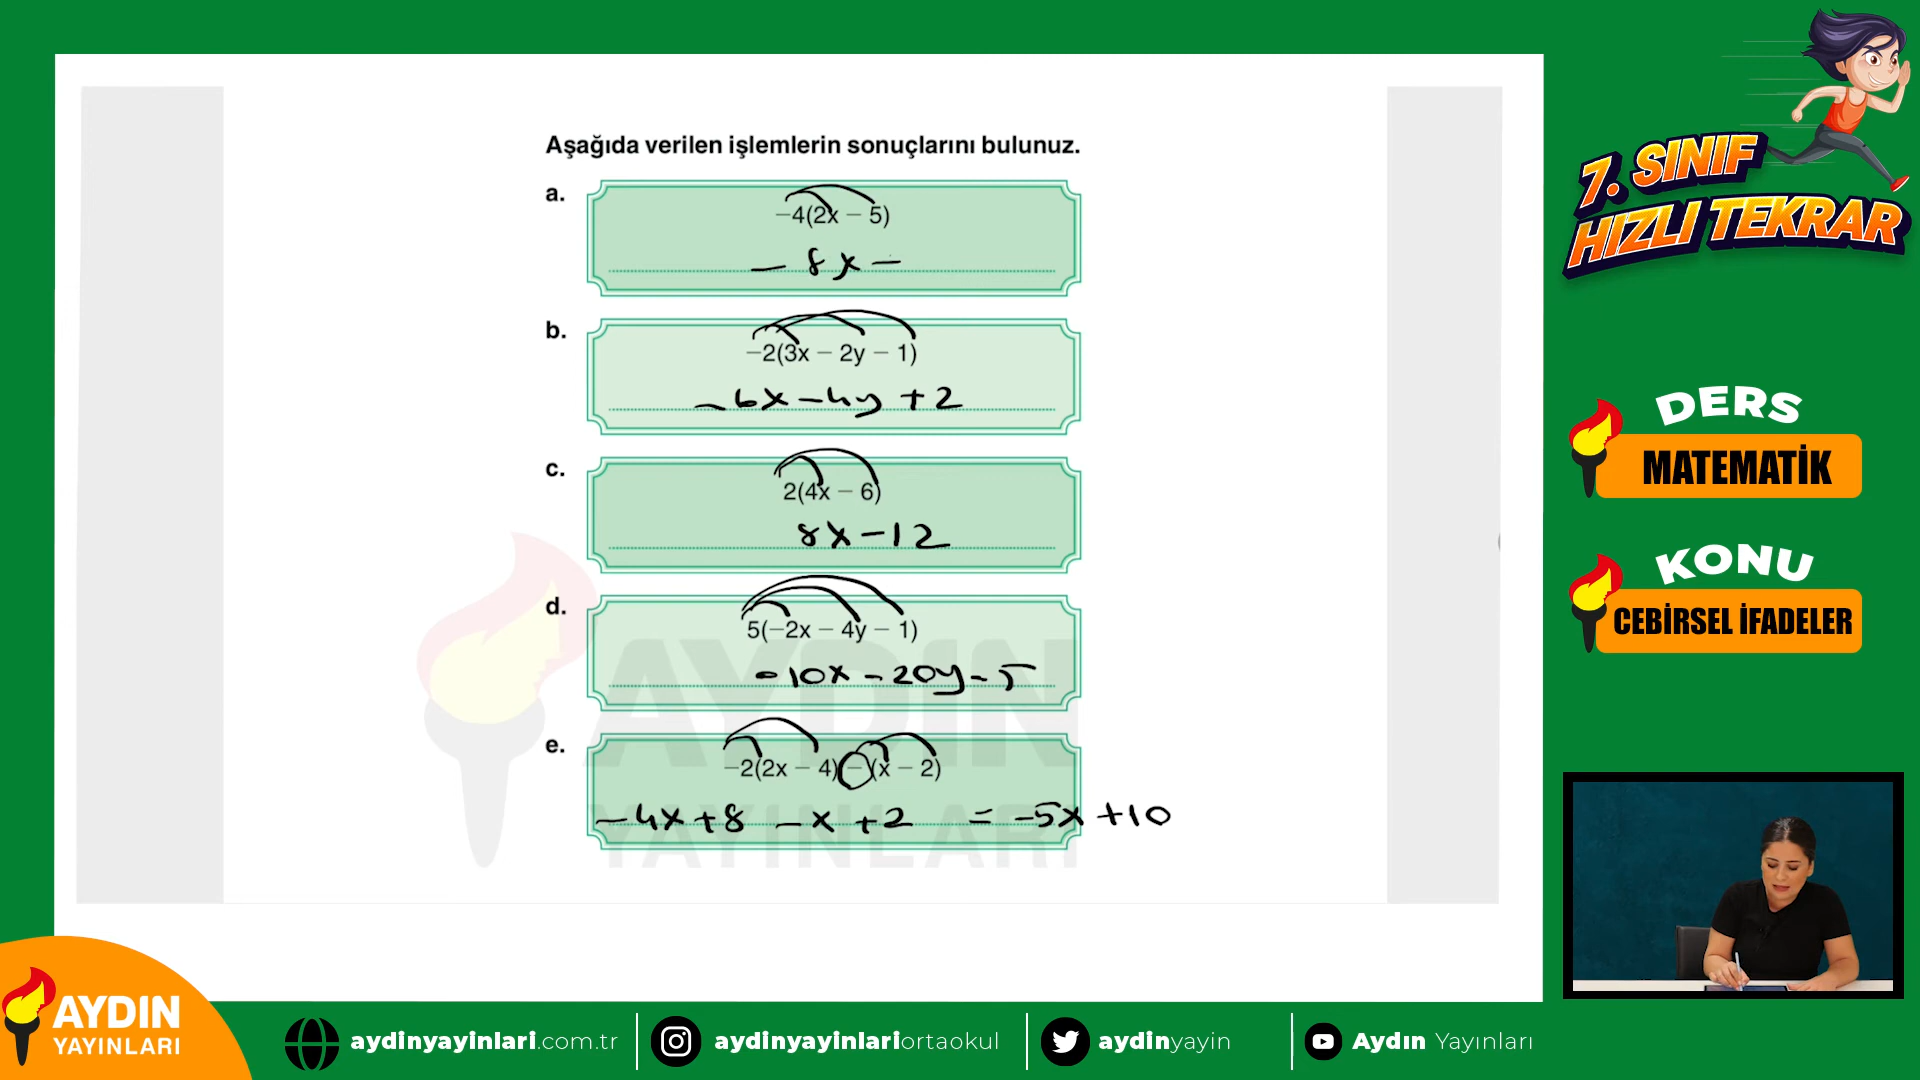 Aşağıda verilen işlemlerin sonuçlarını bulunuz.
a.
−4(2x − 5)
− 8x −
b.
−2(3x − 2y − 1)
−6x −4y +2
c.
2(4x − 6)
8x −12
d.
5(−2x − 4y − 1)
−10x −20y −5
e.
−2(2x − 4) − (x − 2)
−4x+8 −x +2 = −5x +10
AYDIN
YAYINLARI
7. SINIF
HIZLI TEKRAR
DERS
MATEMATİK
KONU
CEBİRSEL İFADELER
AYDIN
YAYINLARI
aydinyayinlari.com.tr
aydinyayinlariortaokul
aydinyayin
Aydın Yayınları